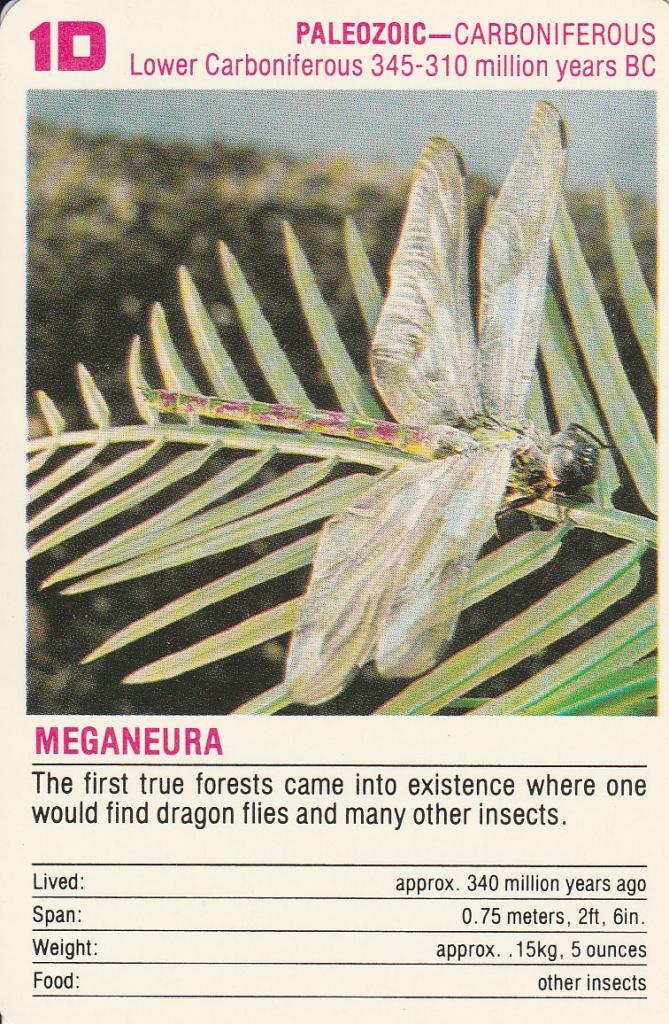 1D
PALEOZOIC—CARBONIFEROUS
Lower Carboniferous 345-310 million years BC
MEGANEURA
The first true forests came into existence where one
would find dragon flies and many other insects.
Lived: approx. 340 million years ago
Span: 0.75 meters, 2ft, 6in.
Weight: approx. .15kg, 5 ounces
Food: other insects